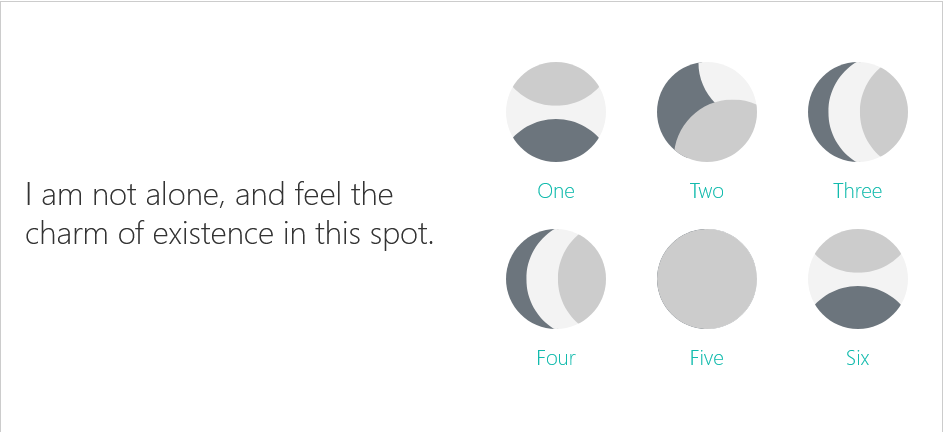 I am not alone, and feel the
charm of existence in this spot.
One
Two
Three
Four
Five
Six